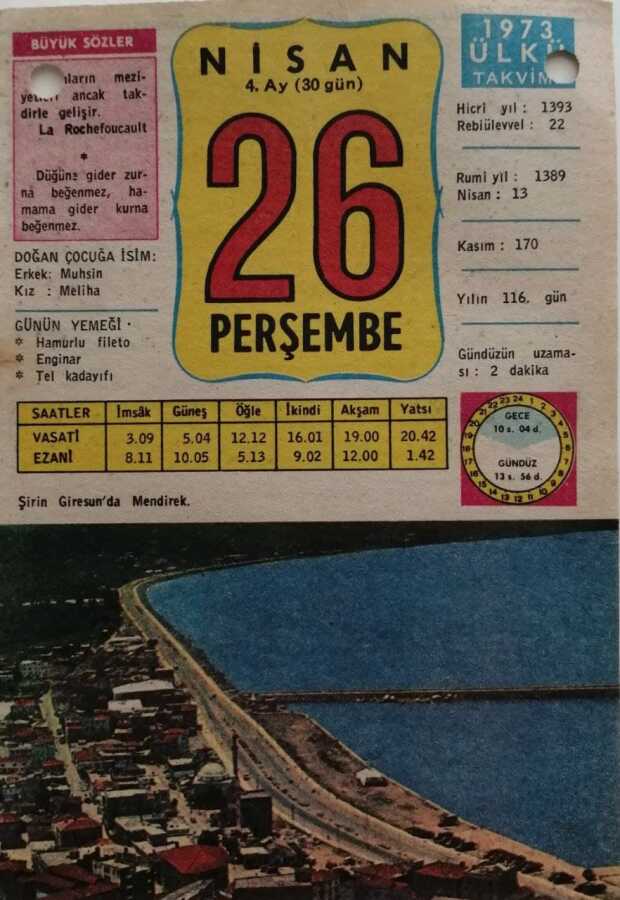 BÜYÜK SÖZLER
mezi-
ancak tak-
dirle gelişir.
La Rochefoucault
*
Düğüne gider zur-
na beğenmez, ha-
mama gider kurna
beğenmez.
DOĞAN ÇOCUĞA İSİM:
Erkek: Muhsin
Kız : Meliha
GÜNÜN YEMEĞİ ·
* Hamurlu fileto
* Enginar
* Tel kadayıfı
NİSAN
4. Ay (30 gün)
26
PERŞEMBE
1973
ÜLKÜ
TAKVİM
Hicrî yıl : 1393
Rebiülevvel : 22
Rumi yıl : 1389
Nisan : 13
Kasım : 170
Yılın 116. gün
Gündüzün uzama-
sı : 2 dakika
SAATLER İmsâk Güneş Öğle İkindi Akşam Yatsı
VASATİ 3.09 5.04 12.12 16.01 19.00 20.42
EZANİ 8.11 10.05 5.13 9.02 12.00 1.42
GECE
10 s. 04 d.
GÜNDÜZ
13 s. 56 d.
Şirin Giresun'da Mendirek.